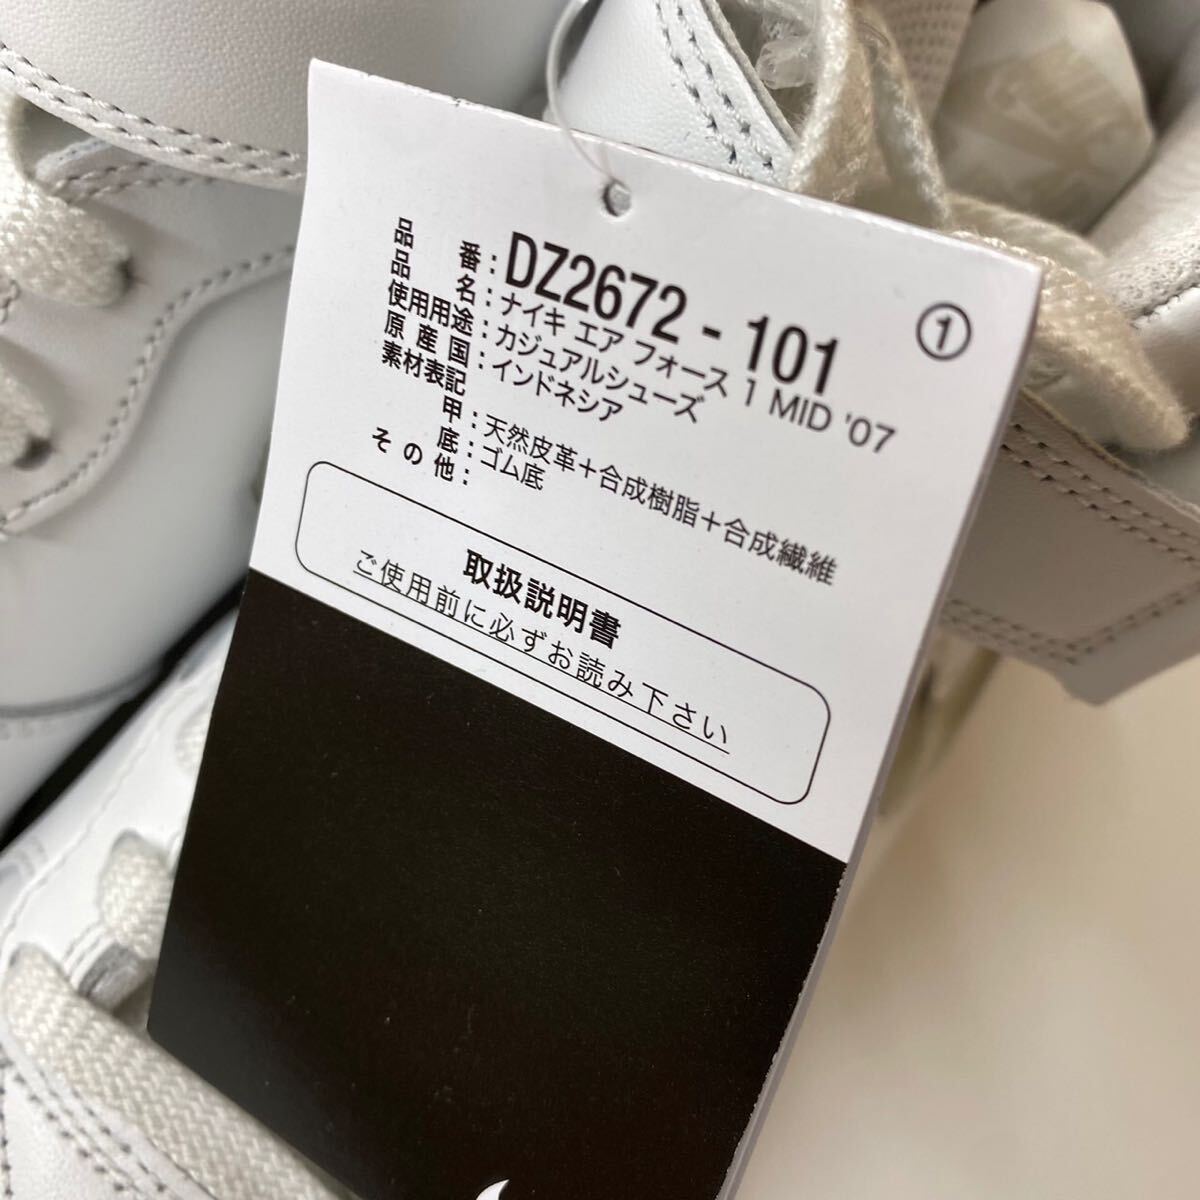 品番:DZ2672-101 ①
品名:ナイキ エア フォース 1 MID '07
使用用途:カジュアルシューズ
原産国:インドネシア
素材表記
甲:天然皮革+合成樹脂+合成繊維
底:ゴム底
その他:
取扱説明書
ご使用前に必ずお読み下さい